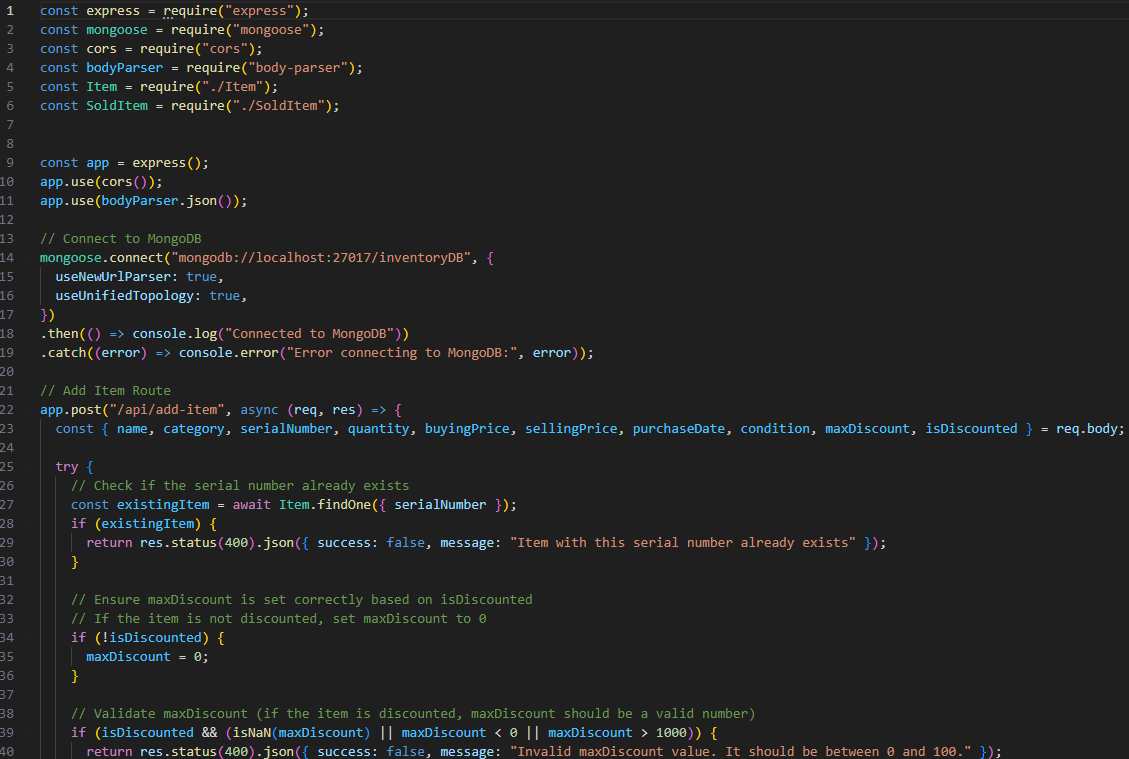 1 const express = require("express");
2 const mongoose = require("mongoose");
3 const cors = require("cors");
4 const bodyParser = require("body-parser");
5 const Item = require("./Item");
6 const SoldItem = require("./SoldItem");
7
8
9 const app = express();
10 app.use(cors());
11 app.use(bodyParser.json());
12
13 // Connect to MongoDB
14 mongoose.connect("mongodb://localhost:27017/inventoryDB", {
15   useNewUrlParser: true,
16   useUnifiedTopology: true,
17 })
18 .then(() => console.log("Connected to MongoDB"))
19 .catch((error) => console.error("Error connecting to MongoDB:", error));
20
21 // Add Item Route
22 app.post("/api/add-item", async (req, res) => {
23   const { name, category, serialNumber, quantity, buyingPrice, sellingPrice, purchaseDate, condition, maxDiscount, isDiscounted } = req.body;
24
25   try {
26     // Check if the serial number already exists
27     const existingItem = await Item.findOne({ serialNumber });
28     if (existingItem) {
29       return res.status(400).json({ success: false, message: "Item with this serial number already exists" });
30     }
31
32     // Ensure maxDiscount is set correctly based on isDiscounted
33     // If the item is not discounted, set maxDiscount to 0
34     if (!isDiscounted) {
35       maxDiscount = 0;
36     }
37
38     // Validate maxDiscount (if the item is discounted, maxDiscount should be a valid number)
39     if (isDiscounted && (isNaN(maxDiscount) || maxDiscount < 0 || maxDiscount > 1000)) {
40       return res.status(400).json({ success: false, message: "Invalid maxDiscount value. It should be between 0 and 100." });